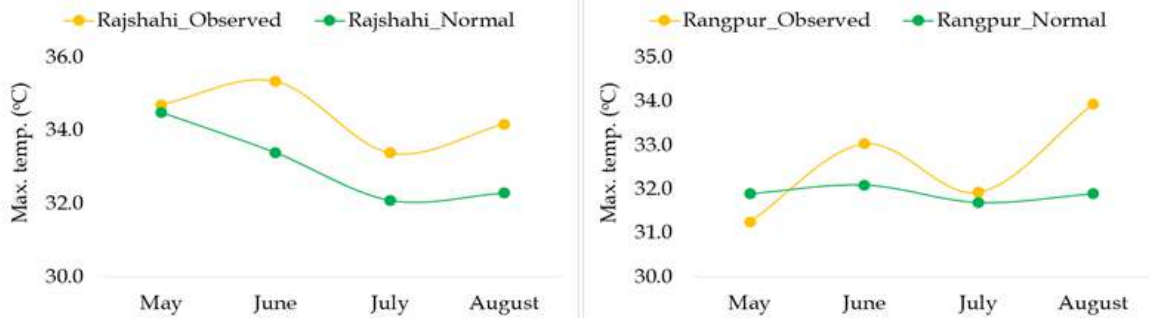 Rajshahi_Observed Rajshahi_Normal
Max. temp. (ºC)
36.0
34.0
32.0
30.0
May June July August
Rangpur_Observed Rangpur_Normal
Max. temp. (ºC)
35.0
34.0
33.0
32.0
31.0
30.0
May June July August